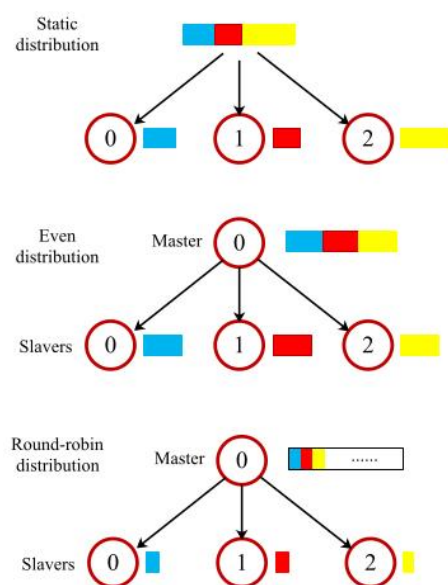 Static
distribution
0
1
2
Even
distribution
Master
0
Slavers
0
1
2
Round-robin
distribution
Master
0
......
Slavers
0
1
2